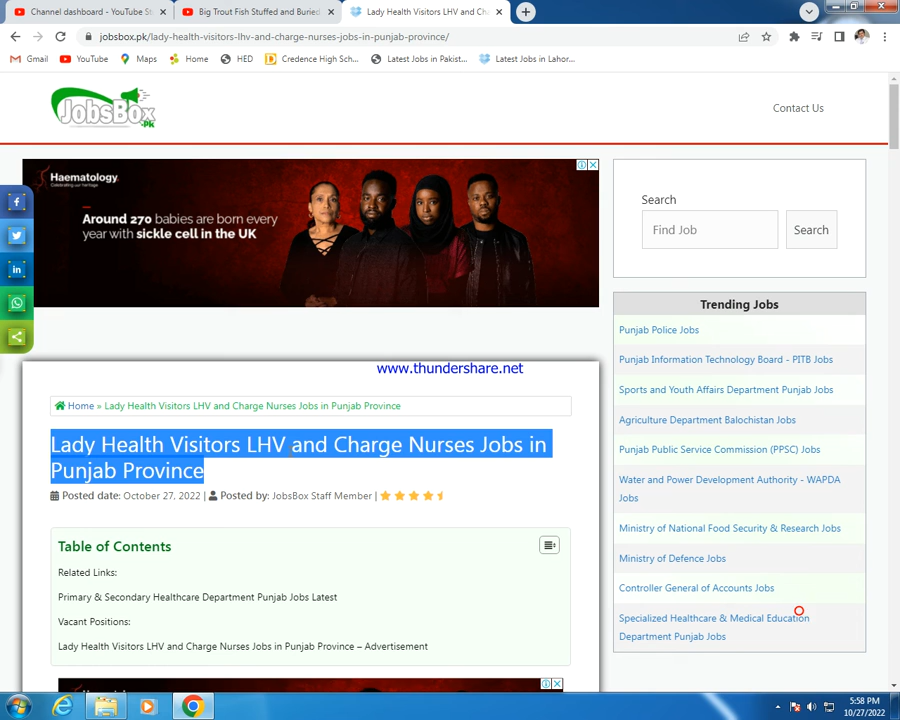 Channel dashboard - YouTube St
Big Trout Fish Stuffed and Buried
Lady Health Visitors LHV and Cha
jobsbox.pk/lady-health-visitors-lhv-and-charge-nurses-jobs-in-punjab-province/
Gmail
YouTube
Maps
Home
HED
Credence High Sch...
Latest Jobs in Pakist...
Latest Jobs in Lahor...
JobsBox.PK
Contact Us
Haematology
Celebrating our heritage
Around 270 babies are born every
year with sickle cell in the UK
Search
Find Job
Search
Trending Jobs
Punjab Police Jobs
Punjab Information Technology Board - PITB Jobs
Sports and Youth Affairs Department Punjab Jobs
Agriculture Department Balochistan Jobs
Punjab Public Service Commission (PPSC) Jobs
Water and Power Development Authority - WAPDA
Jobs
Ministry of National Food Security & Research Jobs
Ministry of Defence Jobs
Controller General of Accounts Jobs
Specialized Healthcare & Medical Education
Department Punjab Jobs
www.thundershare.net
Home » Lady Health Visitors LHV and Charge Nurses Jobs in Punjab Province
Lady Health Visitors LHV and Charge Nurses Jobs in
Punjab Province
Posted date: October 27, 2022 | Posted by: JobsBox Staff Member |
Table of Contents
Related Links:
Primary & Secondary Healthcare Department Punjab Jobs Latest
Vacant Positions:
Lady Health Visitors LHV and Charge Nurses Jobs in Punjab Province – Advertisement
5:58 PM
10/27/2022